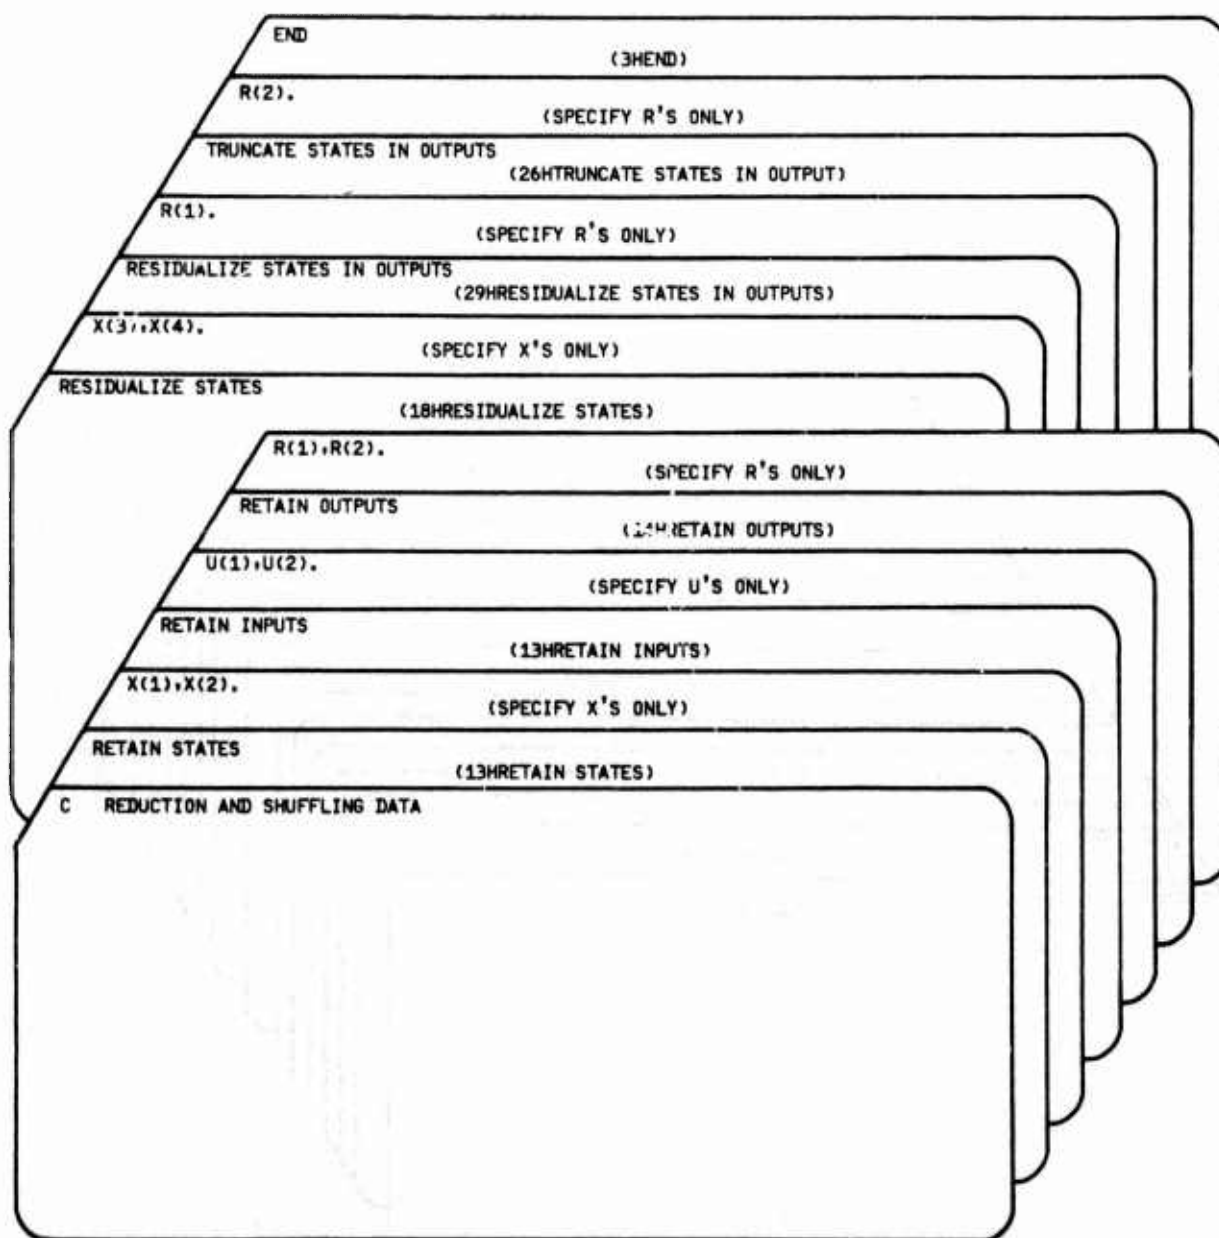 END
(3HEND)
R(2).
(SPECIFY R'S ONLY)
TRUNCATE STATES IN OUTPUTS
(26HTRUNCATE STATES IN OUTPUT)
R(1).
(SPECIFY R'S ONLY)
RESIDUALIZE STATES IN OUTPUTS
(29HRESIDUALIZE STATES IN OUTPUTS)
X(3),X(4).
(SPECIFY X'S ONLY)
RESIDUALIZE STATES
(18HRESIDUALIZE STATES)
R(1),R(2).
(SPECIFY R'S ONLY)
RETAIN OUTPUTS
(14HRETAIN OUTPUTS)
U(1),U(2).
(SPECIFY U'S ONLY)
RETAIN INPUTS
(13HRETAIN INPUTS)
X(1),X(2).
(SPECIFY X'S ONLY)
RETAIN STATES
(13HRETAIN STATES)
C REDUCTION AND SHUFFLING DATA